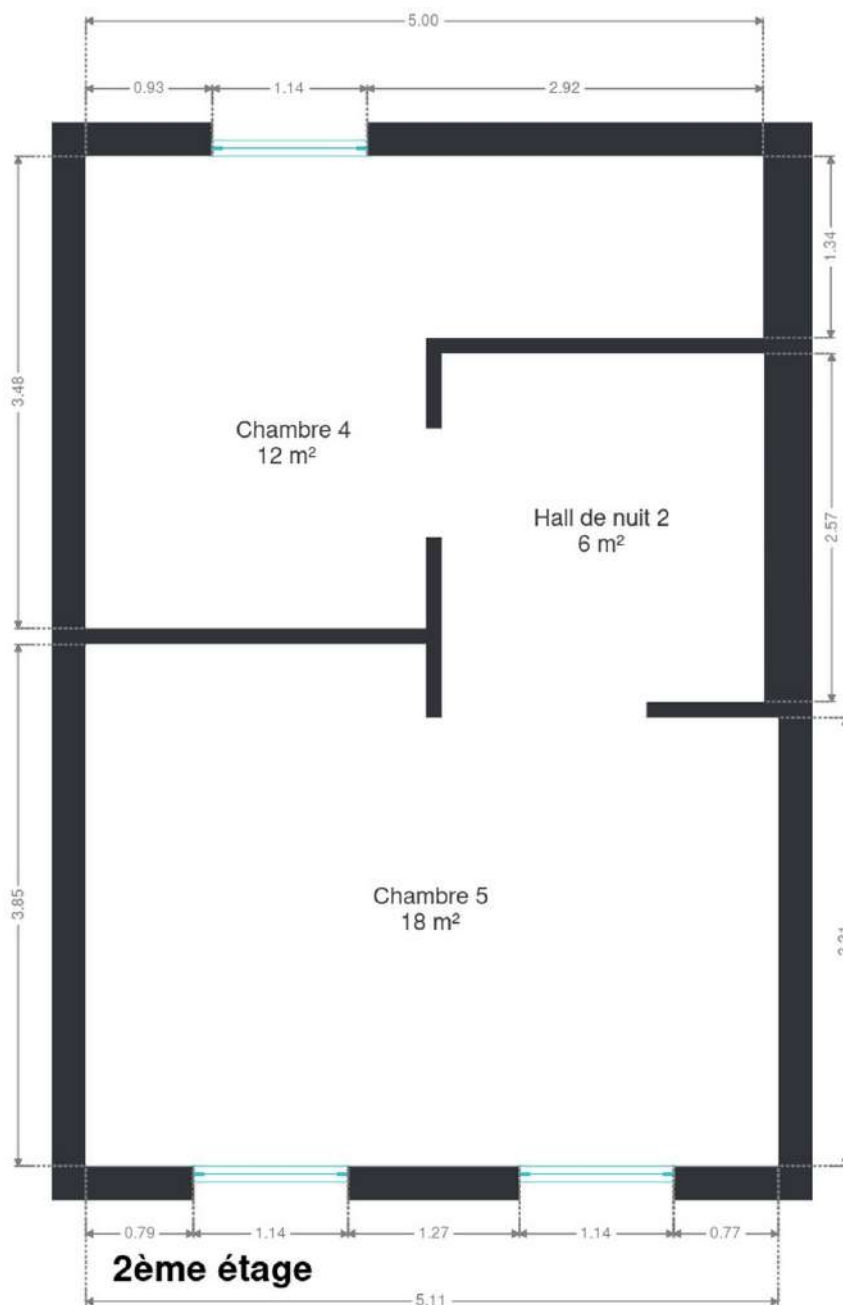 5.00
0.93
1.14
2.92
1.34
3.48
Chambre 4
12 m²
Hall de nuit 2
6 m²
2.57
3.85
Chambre 5
18 m²
0.79
1.14
1.27
1.14
0.77
2ème étage
5.11